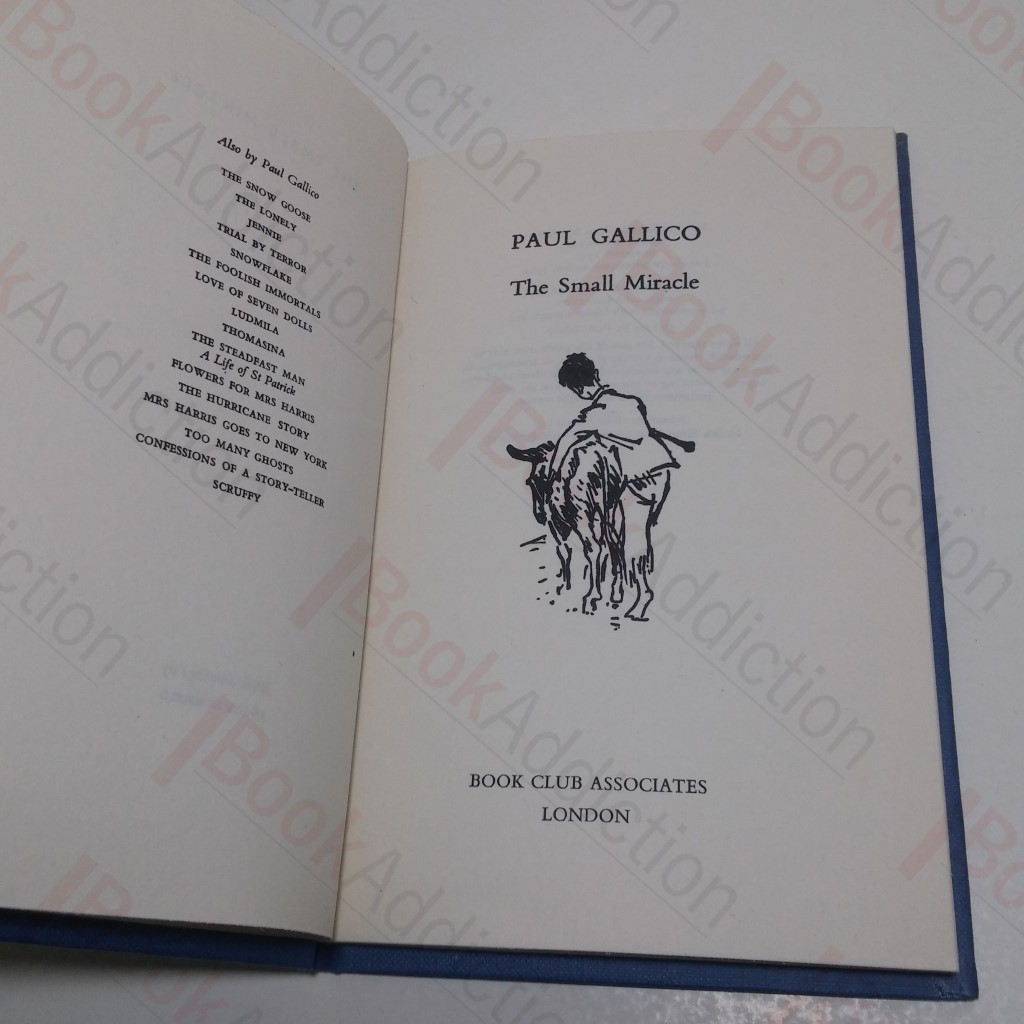 Also by Paul Gallico
THE SNOW GOOSE
THE LONELY
JENNIE
TRIAL BY TERROR
SNOWFLAKE
THE FOOLISH IMMORTALS
LOVE OF SEVEN DOLLS
LUDMILA
THOMASINA
THE STEADFAST MAN
A Life of St Patrick
FLOWERS FOR MRS HARRIS
THE HURRICANE STORY
MRS HARRIS GOES TO NEW YORK
TOO MANY GHOSTS
CONFESSIONS OF A STORY-TELLER
SCRUFFY
PAUL GALLICO
The Small Miracle
BOOK CLUB ASSOCIATES
LONDON
BookAddiction